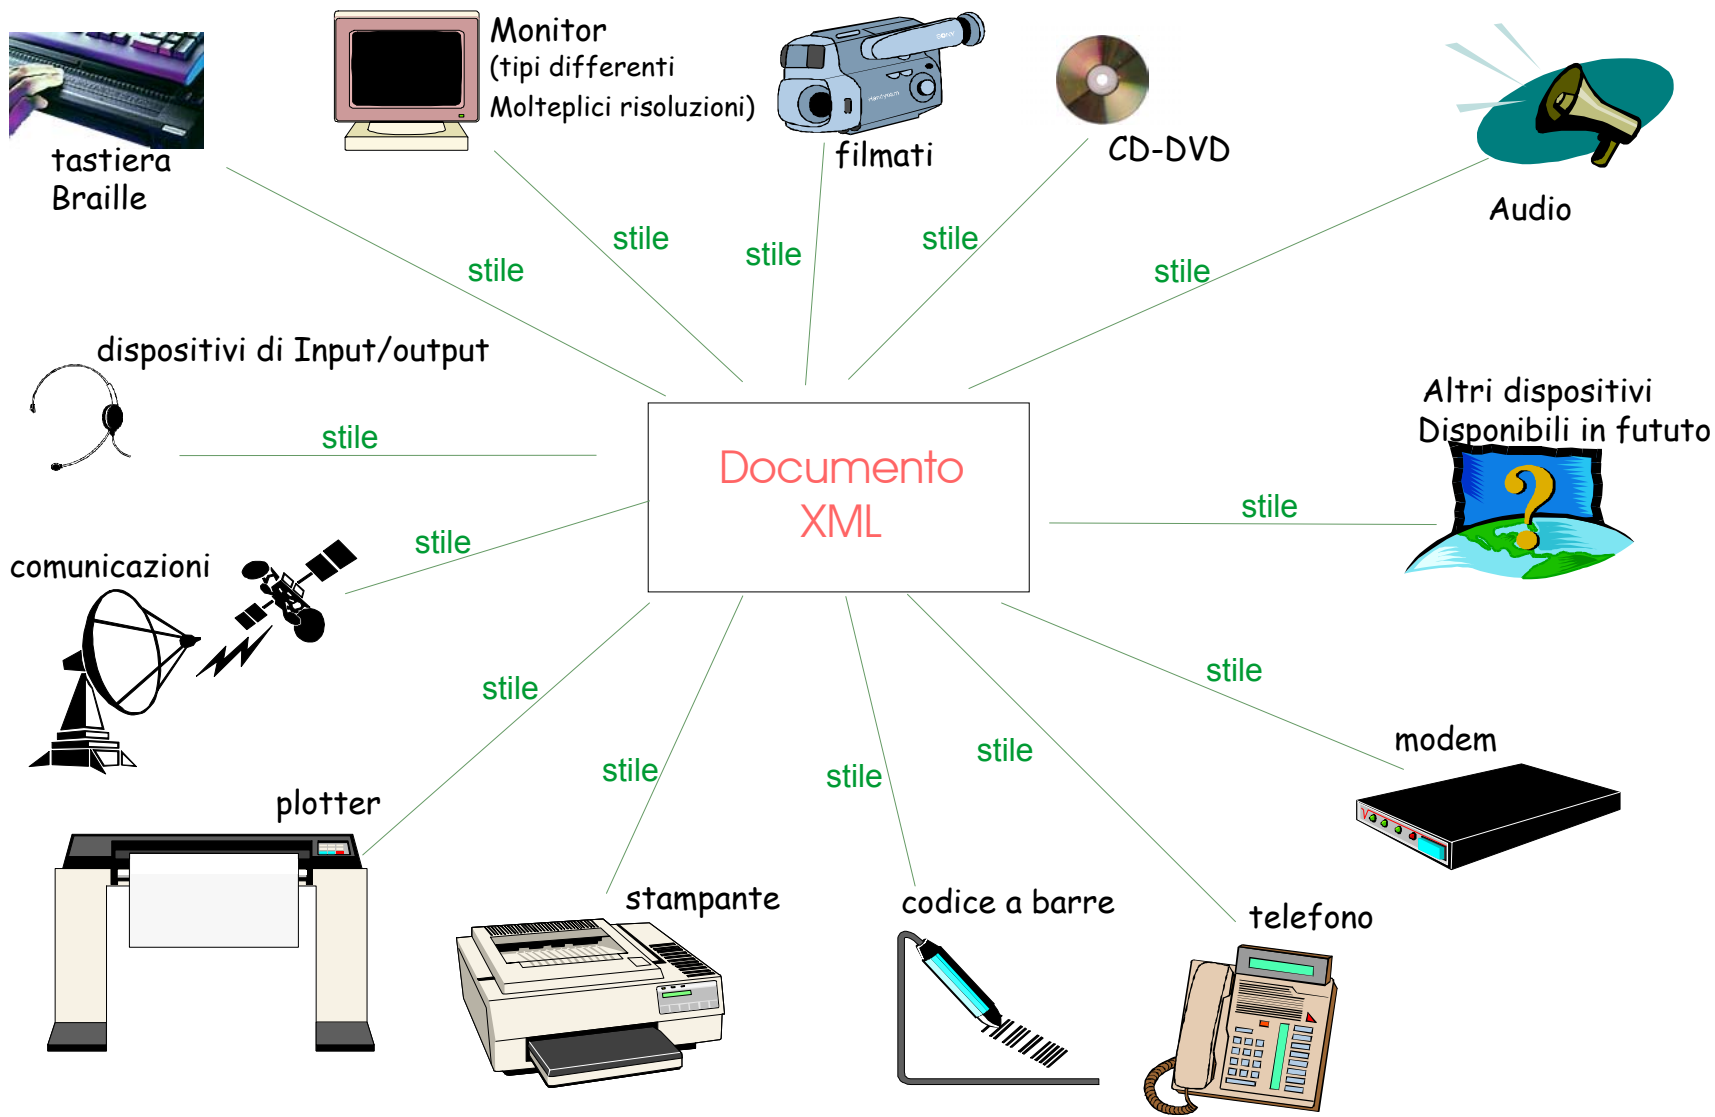 Monitor
(tipi differenti
Molteplici risoluzioni)
SONY
tastiera
Braille
filmati
CD-DVD
Audio
stile
stile
stile
stile
stile
dispositivi di Input/output
Altri dispositivi
Disponibili in fututo
stile
Documento
XML
stile
stile
comunicazioni
stile
stile
stile
stile
stile
modem
plotter
stampante
codice a barre
telefono